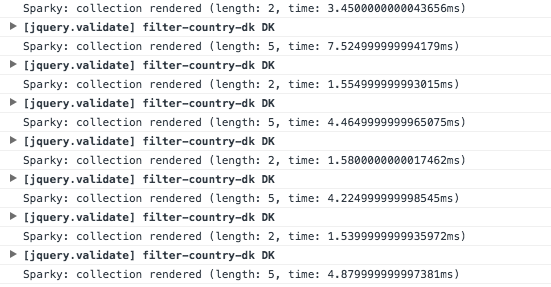 Sparky: collection rendered (length: 2, time: 3.4500000000043656ms)
[jquery.validate] filter-country-dk DK
Sparky: collection rendered (length: 5, time: 7.524999999994179ms)
[jquery.validate] filter-country-dk DK
Sparky: collection rendered (length: 2, time: 1.554999999993015ms)
[jquery.validate] filter-country-dk DK
Sparky: collection rendered (length: 5, time: 4.4649999999965075ms)
[jquery.validate] filter-country-dk DK
Sparky: collection rendered (length: 2, time: 1.5800000000017462ms)
[jquery.validate] filter-country-dk DK
Sparky: collection rendered (length: 5, time: 4.224999999998545ms)
[jquery.validate] filter-country-dk DK
Sparky: collection rendered (length: 2, time: 1.5399999999935972ms)
[jquery.validate] filter-country-dk DK
Sparky: collection rendered (length: 5, time: 4.879999999997381ms)